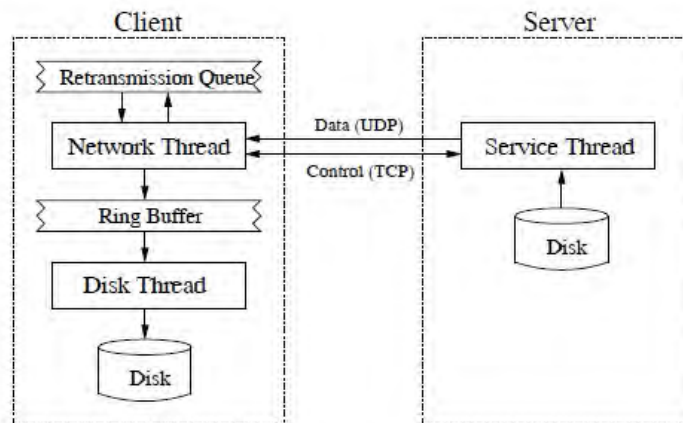 Client
Server
Retransmission Queue
Data (UDP)
Network Thread
Service Thread
Control (TCP)
Ring Buffer
Disk
Disk Thread
Disk